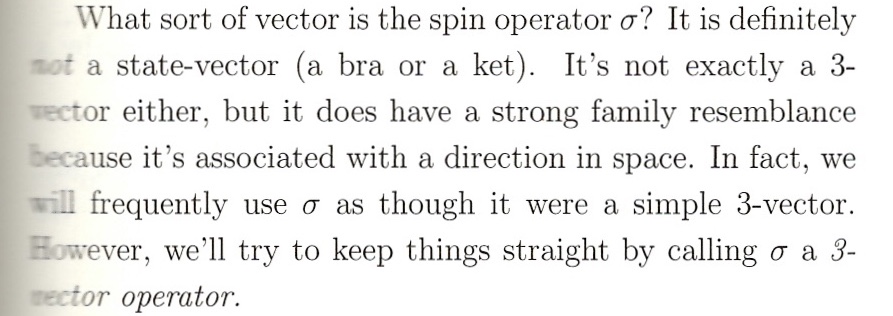 What sort of vector is the spin operator σ? It is definitely
not a state-vector (a bra or a ket). It's not exactly a 3-
vector either, but it does have a strong family resemblance
because it's associated with a direction in space. In fact, we
will frequently use σ as though it were a simple 3-vector.
However, we'll try to keep things straight by calling σ a 3-
vector operator.